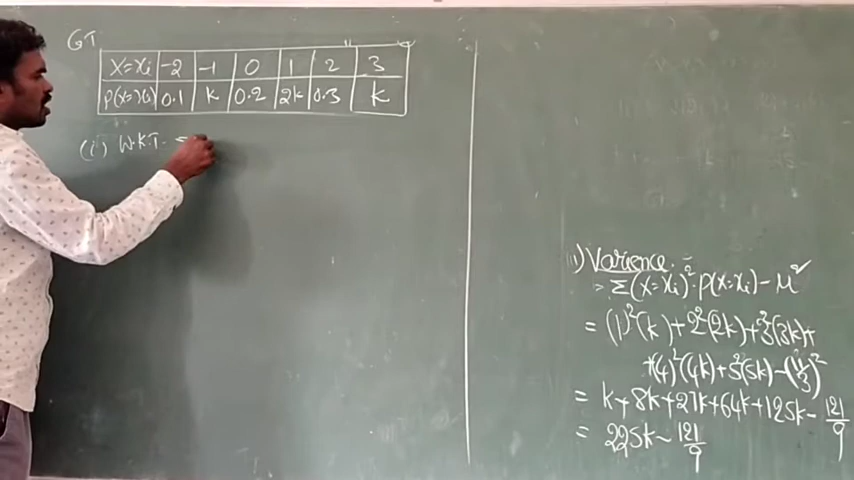 GT
X=xi -2 -1 0 1 2 3
P(X=xi) 0.1 k 0.2 2k 0.3 k
(i) W.K.T.
ii) Varience :-
⇒ Σ(X=xi)².P(X=xi)-μ²
= (1)²(k)+2²(2k)+3²(3k)+
+(4)²(4k)+5²(5k)-(11/3)²
= k+8k+27k+64k+125k-121/9
= 225k-121/9